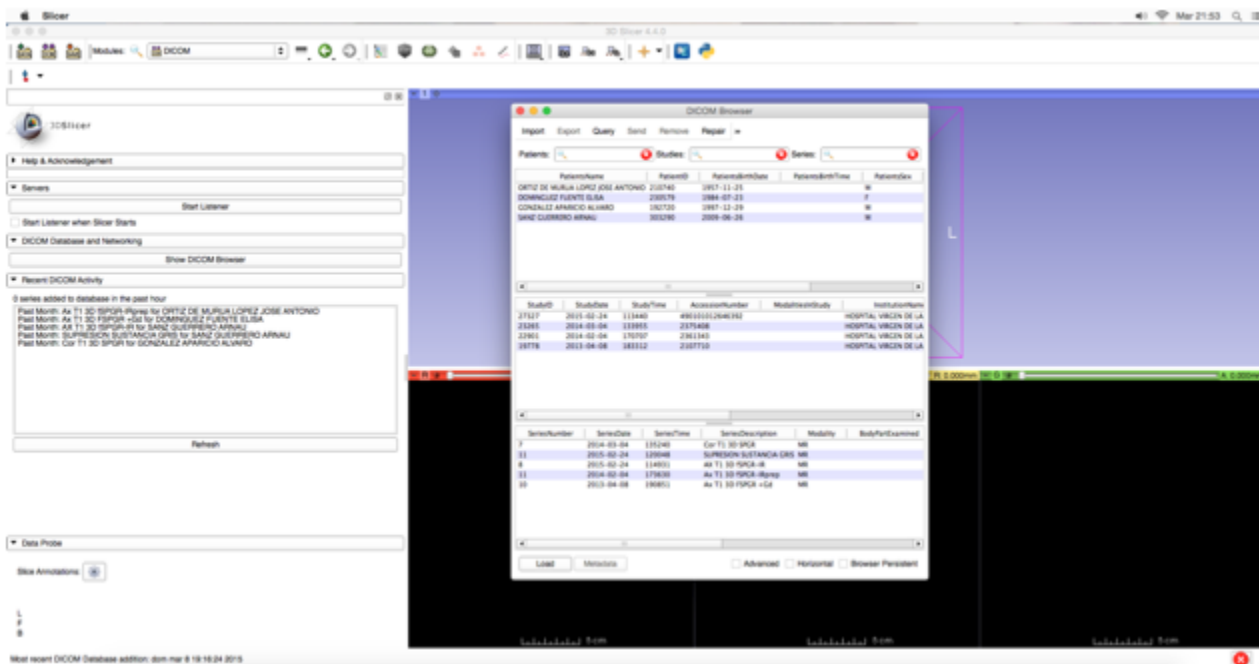 Slicer
Mar 21:53
3D Slicer 4.4.0
Modules: DICOM
3DSlicer
Help & Acknowledgement
Servers
Start Listener
Start Listener when Slicer Starts
DICOM Database and Networking
Show DICOM Browser
Recent DICOM Activity
0 series added to database in the past hour
Past Month: Ax T1 3D fSPGR-IRprep for ORTIZ DE MURUA LOPEZ JOSE ANTONIO
Past Month: Ax T1 3D FSPGR +Gd for DOMINGUEZ FUENTE ELISA
Past Month: AX T1 3D fSPGR-IR for SANZ GUERRERO ARNAU
Past Month: SUPRESION SUSTANCIA GRIS for SANZ GUERRERO ARNAU
Past Month: Cor T1 3D SPGR for GONZALEZ APARICIO ALVARO
Refresh
Data Probe
Slice Annotations:
L
F
B
Most recent DICOM Database addition: dom mar 8 19:16:24 2015
DICOM Browser
Import Export Query Send Remove Repair
Patients: Studies: Series:
PatientsName PatientID PatientsBirthDate PatientsBirthTime PatientsSex
ORTIZ DE MURUA LOPEZ JOSE ANTONIO 210740 1957-11-25 M
DOMINGUEZ FUENTE ELISA 230579 1984-07-23 F
GONZALEZ APARICIO ALVARO 192720 1997-12-29 M
SANZ GUERRERO ARNAU 303290 2009-06-26 M
StudyID StudyDate StudyTime AccessionNumber ModalitiesInStudy InstitutionName
27327 2015-02-24 113440 HOSPITAL VIRGEN DE LA
23265 2014-03-04 133955 2375408 HOSPITAL VIRGEN DE LA
22901 2014-02-04 170707 2361343 HOSPITAL VIRGEN DE LA
19778 2013-04-08 183312 2107710 HOSPITAL VIRGEN DE LA
SeriesNumber SeriesDate SeriesTime SeriesDescription Modality BodyPartExamined
7 2014-03-04 135240 Cor T1 3D SPGR MR
11 2015-02-24 120048 SUPRESION SUSTANCIA GRIS MR
8 2015-02-24 114931 AX T1 3D fSPGR-IR MR
11 2014-02-04 175630 Ax T1 3D fSPGR-IRprep MR
10 2013-04-08 190851 Ax T1 3D FSPGR +Gd MR
Load Metadata Advanced Horizontal Browser Persistent
1
L
R
R: 0.000mm G A: 0.000mm
5 cm 5 cm 5 cm